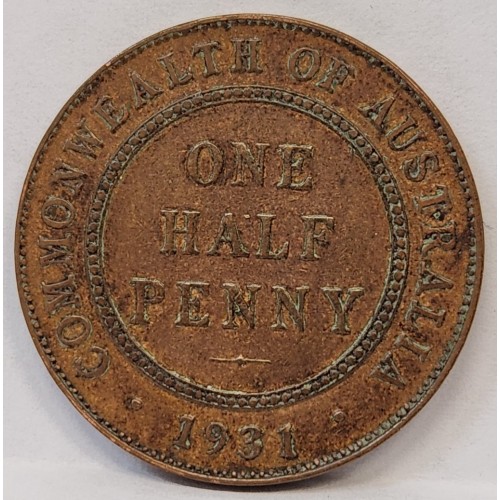 COMMONWEALTH OF AUSTRALIA
ONE
HALF
PENNY
1931